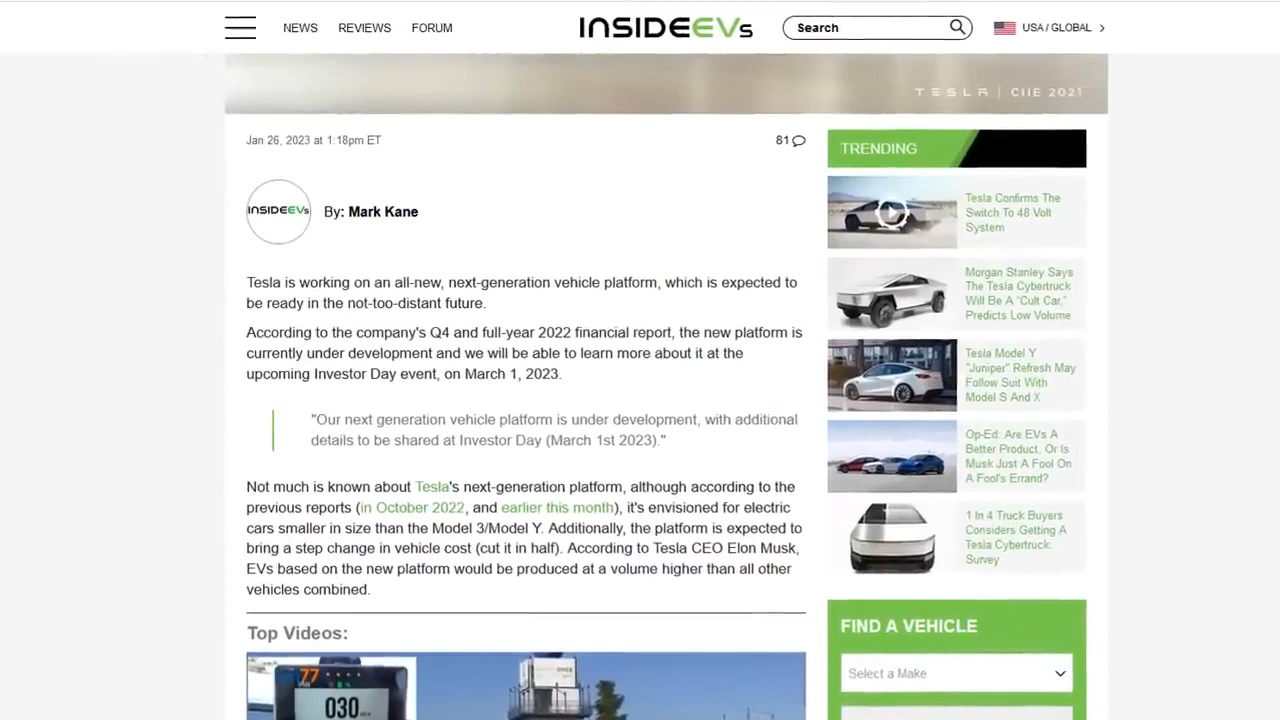 NEWS
REVIEWS
FORUM
INSIDEEVs
Search
USA / GLOBAL
TESLA | CIIE 2021
Jan 26, 2023 at 1:18pm ET
81
INSIDEEVs
By: Mark Kane
Tesla is working on an all-new, next-generation vehicle platform, which is expected to
be ready in the not-too-distant future.
According to the company's Q4 and full-year 2022 financial report, the new platform is
currently under development and we will be able to learn more about it at the
upcoming Investor Day event, on March 1, 2023.
"Our next generation vehicle platform is under development, with additional
details to be shared at Investor Day (March 1st 2023)."
Not much is known about Tesla's next-generation platform, although according to the
previous reports (in October 2022, and earlier this month), it's envisioned for electric
cars smaller in size than the Model 3/Model Y. Additionally, the platform is expected to
bring a step change in vehicle cost (cut it in half). According to Tesla CEO Elon Musk,
EVs based on the new platform would be produced at a volume higher than all other
vehicles combined.
Top Videos:
77
030
TRENDING
Tesla Confirms The
Switch To 48 Volt
System
Morgan Stanley Says
The Tesla Cybertruck
Will Be A "Cult Car,"
Predicts Low Volume
Tesla Model Y
"Juniper" Refresh May
Follow Suit With
Model S And X
Op-Ed: Are EVs A
Better Product, Or Is
Musk Just A Fool On
A Fool's Errand?
1 In 4 Truck Buyers
Considers Getting A
Tesla Cybertruck:
Survey
FIND A VEHICLE
Select a Make